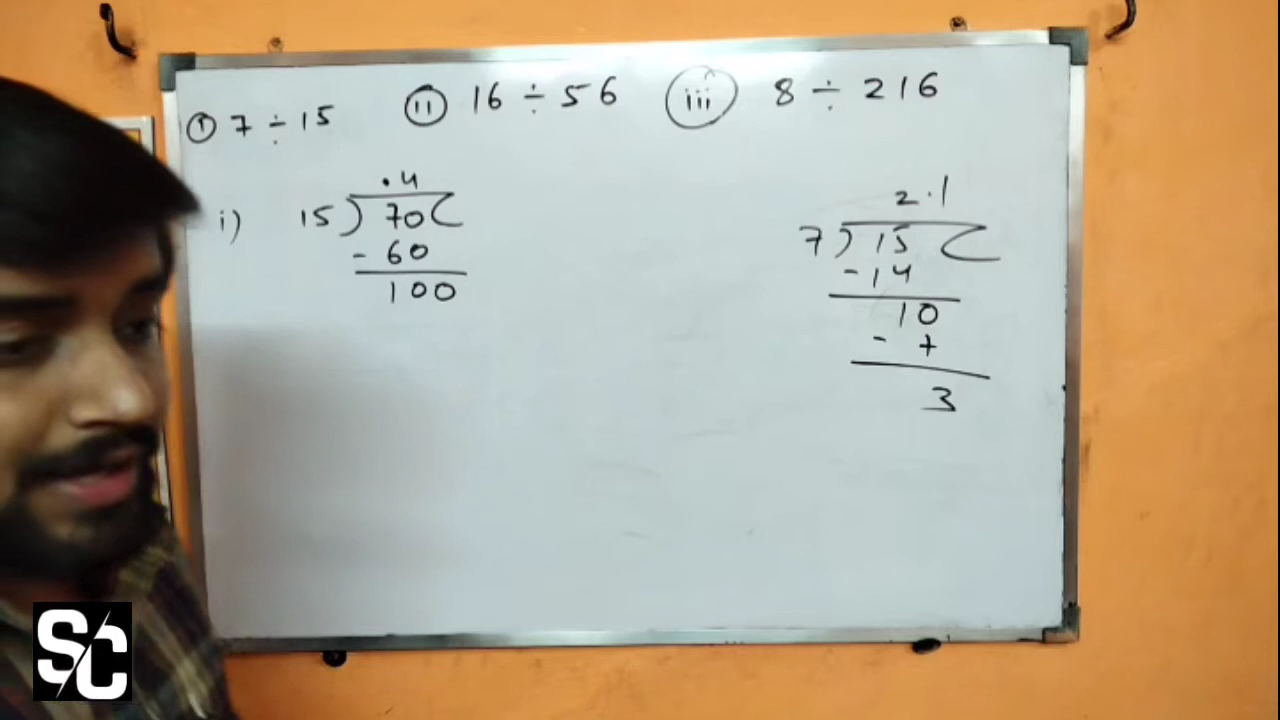 ① 7 ÷ 15 ⓘⓘ 16 ÷ 56 ⓘⓘⓘ 8 ÷ 216
i) 15 ) 70 (
.4
- 60
100
2.1
7 ) 15 (
- 14
10
- 7
3
SC